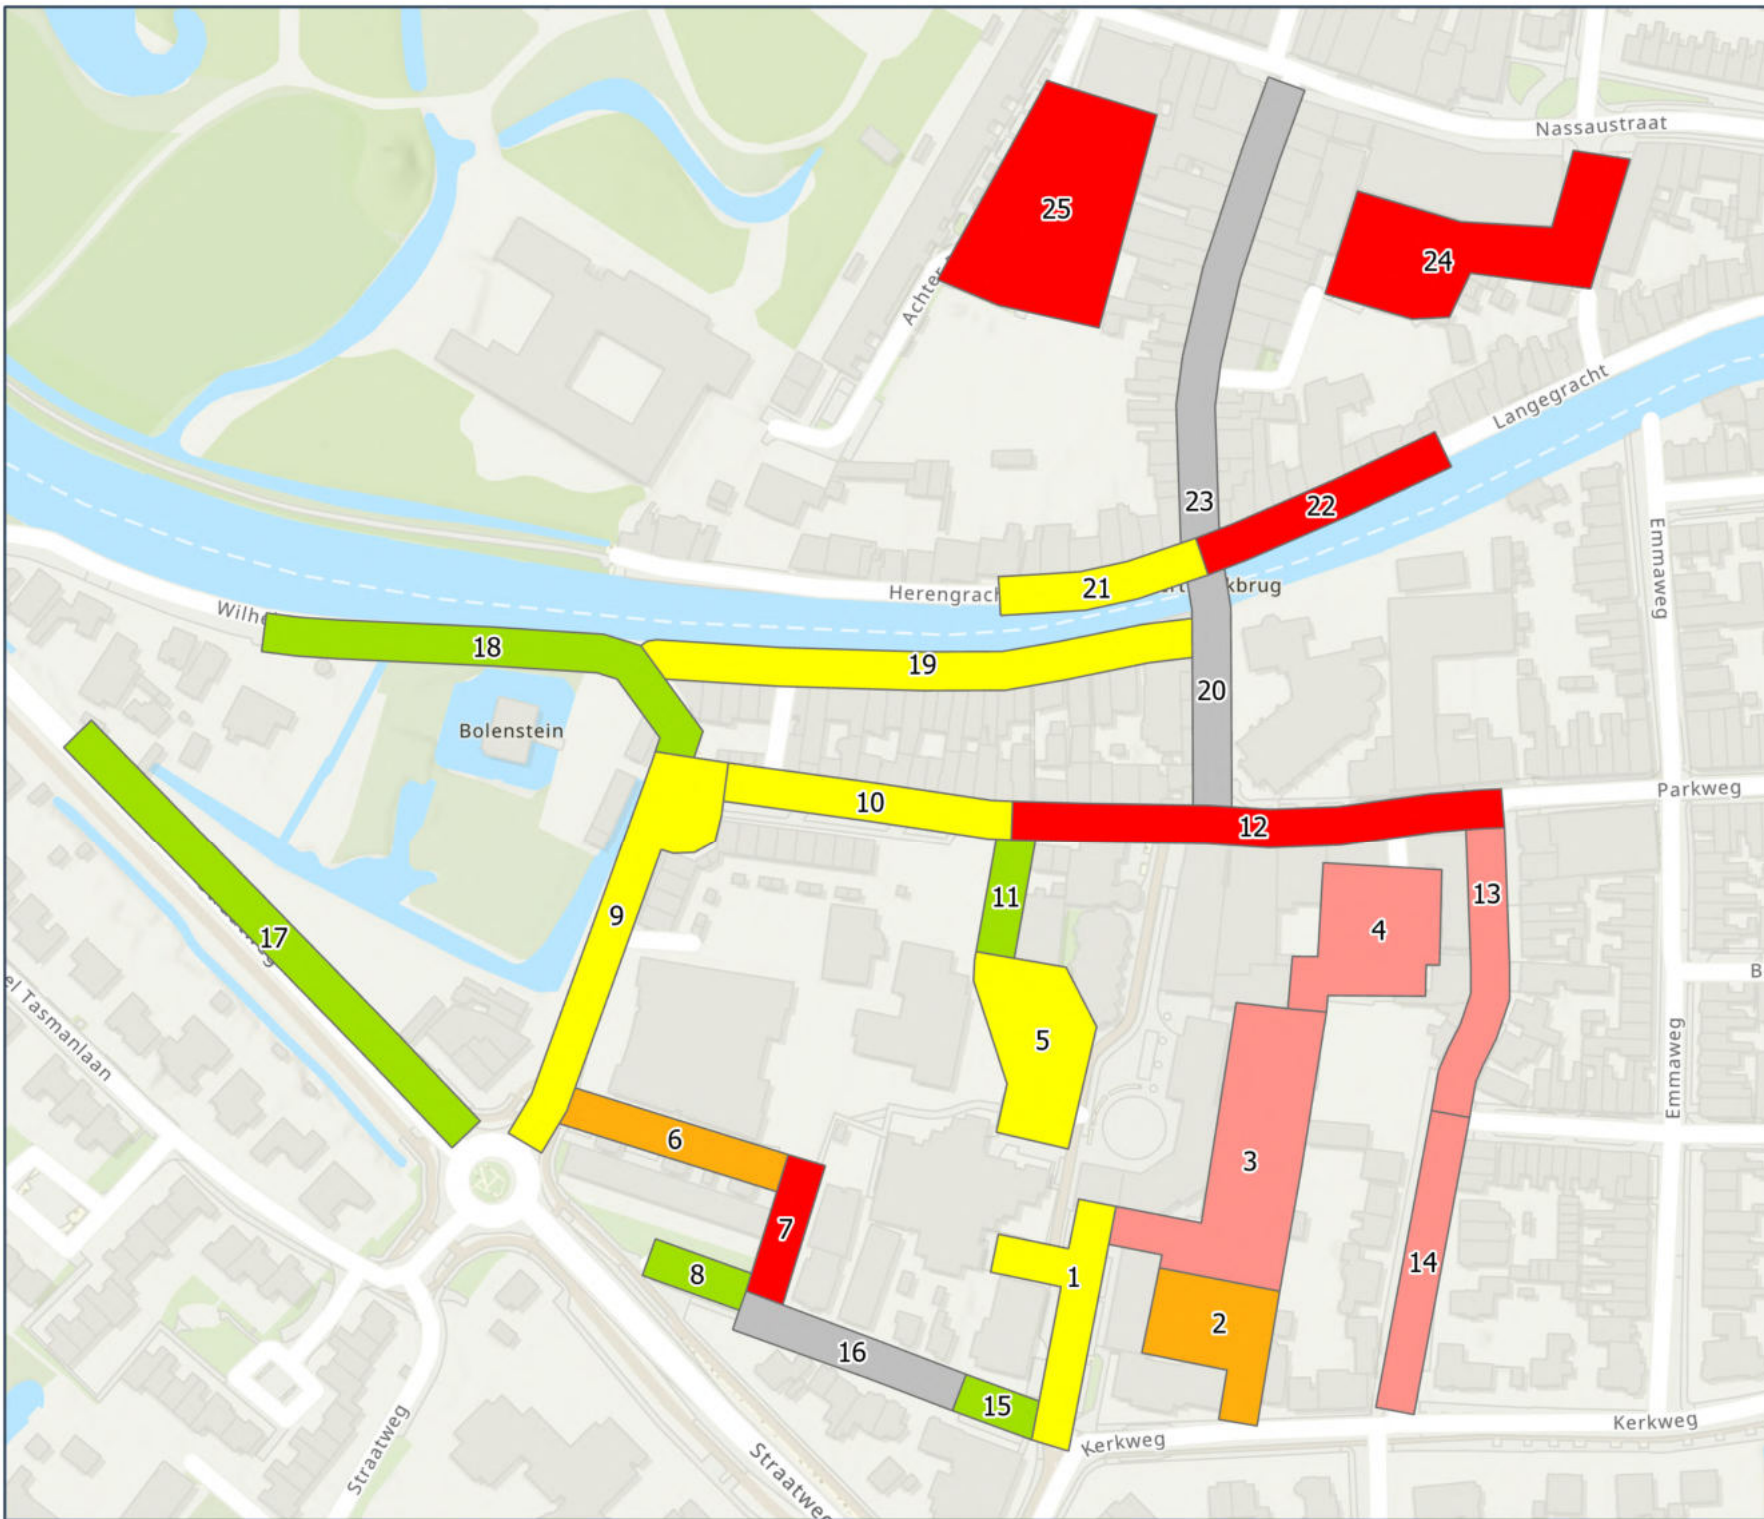 Nassaustraat
25
24
Achter
Langegracht
23
22
Emmaweg
21
Herengrach
kbrug
Wilhe
18
19
20
Bolenstein
Parkweg
10
12
13
11
9
4
17
B
el Tasmanlaan
5
Emmaweg
6
3
7
8
1
14
2
16
15
Kerkweg
Kerkweg
Straatweg
Straatweg